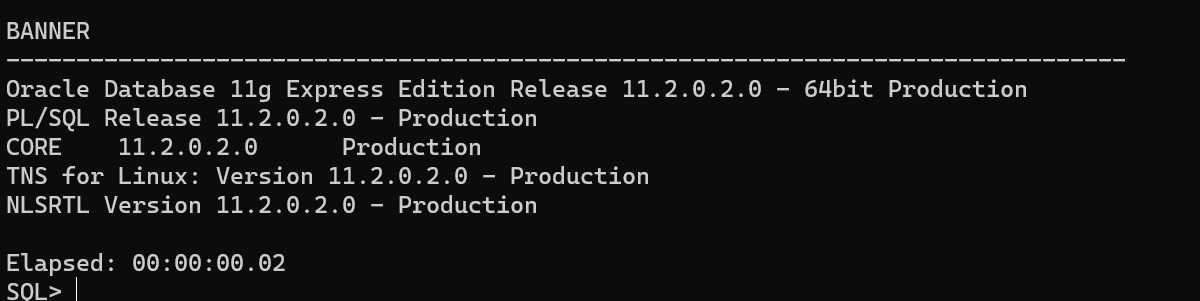 BANNER
--------------------------------------------------------------------------------
Oracle Database 11g Express Edition Release 11.2.0.2.0 - 64bit Production
PL/SQL Release 11.2.0.2.0 - Production
CORE    11.2.0.2.0      Production
TNS for Linux: Version 11.2.0.2.0 - Production
NLSRTL Version 11.2.0.2.0 - Production
Elapsed: 00:00:00.02
SQL>